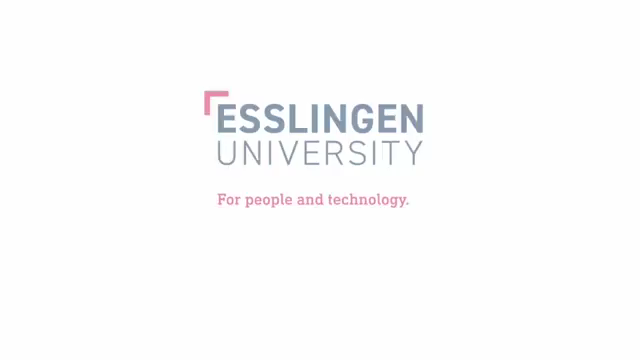 ESSLINGEN
UNIVERSITY
For people and technology.